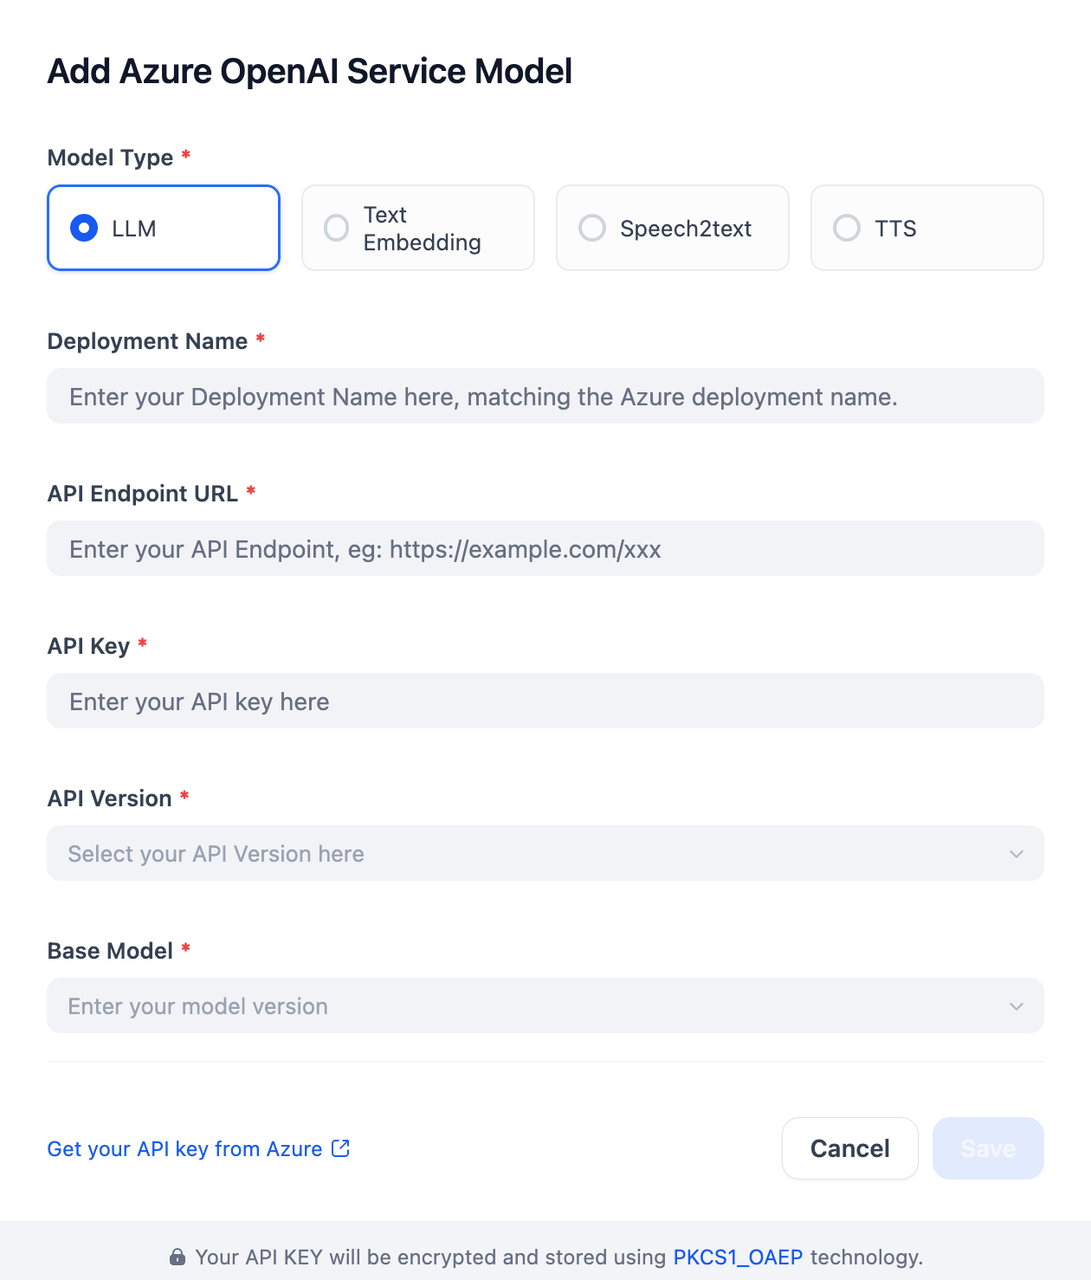 Add Azure OpenAI Service Model
Model Type *
LLM
Text
Embedding
Speech2text
TTS
Deployment Name *
Enter your Deployment Name here, matching the Azure deployment name.
API Endpoint URL *
Enter your API Endpoint, eg: https://example.com/xxx
API Key *
Enter your API key here
API Version *
Select your API Version here
Base Model *
Enter your model version
Get your API key from Azure
Cancel
Save
Your API KEY will be encrypted and stored using PKCS1_OAEP technology.